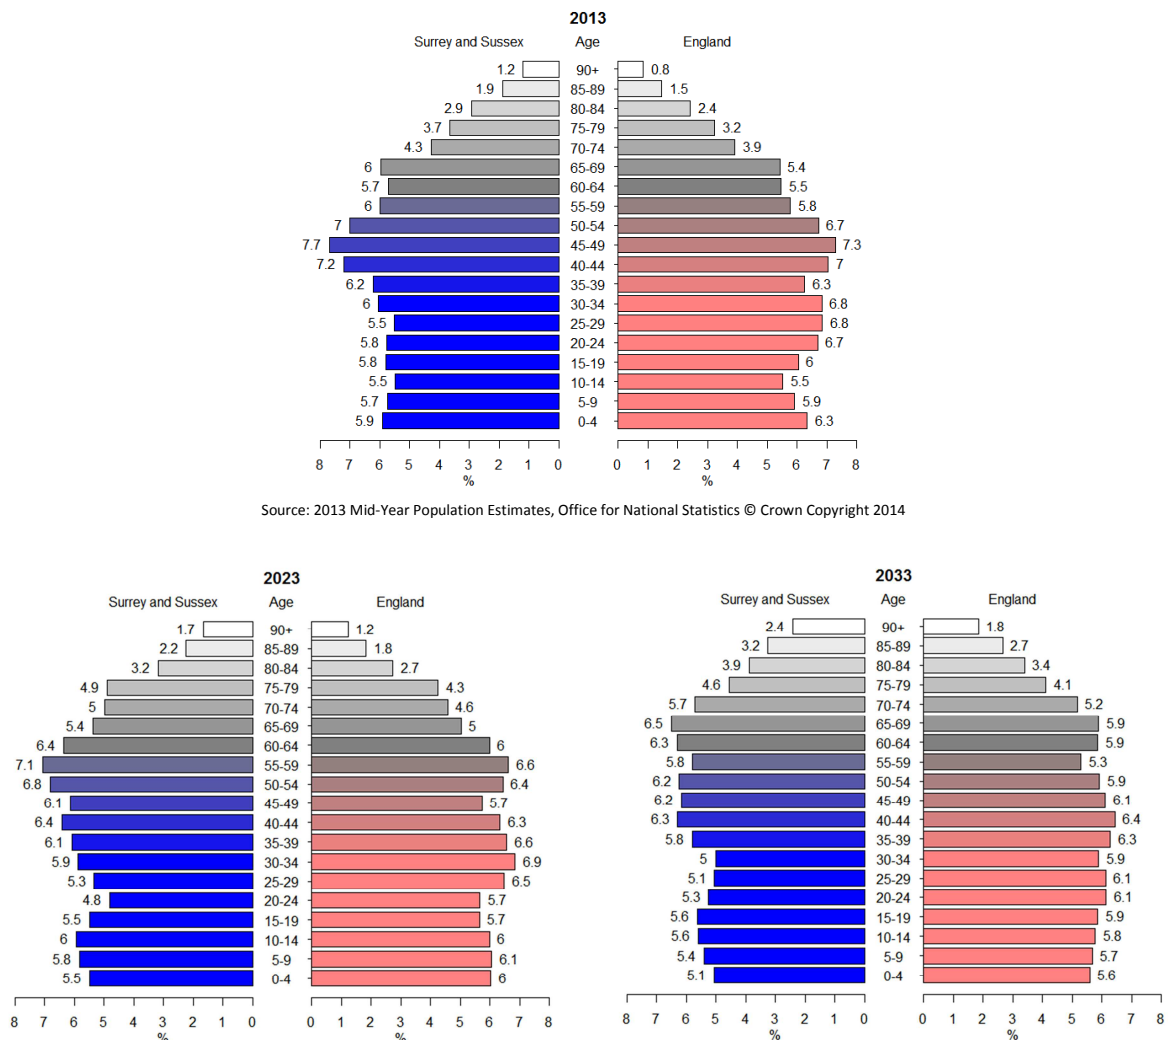 2013
Surrey and Sussex Age England
1.2 90+ 0.8
1.9 85-89 1.5
2.9 80-84 2.4
3.7 75-79 3.2
4.3 70-74 3.9
6 65-69 5.4
5.7 60-64 5.5
6 55-59 5.8
7 50-54 6.7
7.7 45-49 7.3
7.2 40-44 7
6.2 35-39 6.3
6 30-34 6.8
5.5 25-29 6.8
5.8 20-24 6.7
5.8 15-19 6
5.5 10-14 5.5
5.7 5-9 5.9
5.9 0-4 6.3
8 7 6 5 4 3 2 1 0 0 1 2 3 4 5 6 7 8
% %
Source: 2013 Mid-Year Population Estimates, Office for National Statistics © Crown Copyright 2014
2023
Surrey and Sussex Age England
1.7 90+ 1.2
2.2 85-89 1.8
3.2 80-84 2.7
4.9 75-79 4.3
5 70-74 4.6
5.4 65-69 5
6.4 60-64 6
7.1 55-59 6.6
6.8 50-54 6.4
6.1 45-49 5.7
6.4 40-44 6.3
6.1 35-39 6.6
5.9 30-34 6.9
5.3 25-29 6.5
4.8 20-24 5.7
5.5 15-19 5.7
6 10-14 6
5.8 5-9 6.1
5.5 0-4 6
8 7 6 5 4 3 2 1 0 0 1 2 3 4 5 6 7 8
% %
2033
Surrey and Sussex Age England
2.4 90+ 1.8
3.2 85-89 2.7
3.9 80-84 3.4
4.6 75-79 4.1
5.7 70-74 5.2
6.5 65-69 5.9
6.3 60-64 5.9
5.8 55-59 5.3
6.2 50-54 5.9
6.2 45-49 6.1
6.3 40-44 6.4
5.8 35-39 6.3
5 30-34 5.9
5.1 25-29 6.1
5.3 20-24 6.1
5.6 15-19 5.9
5.6 10-14 5.8
5.4 5-9 5.7
5.1 0-4 5.6
8 7 6 5 4 3 2 1 0 0 1 2 3 4 5 6 7 8
% %